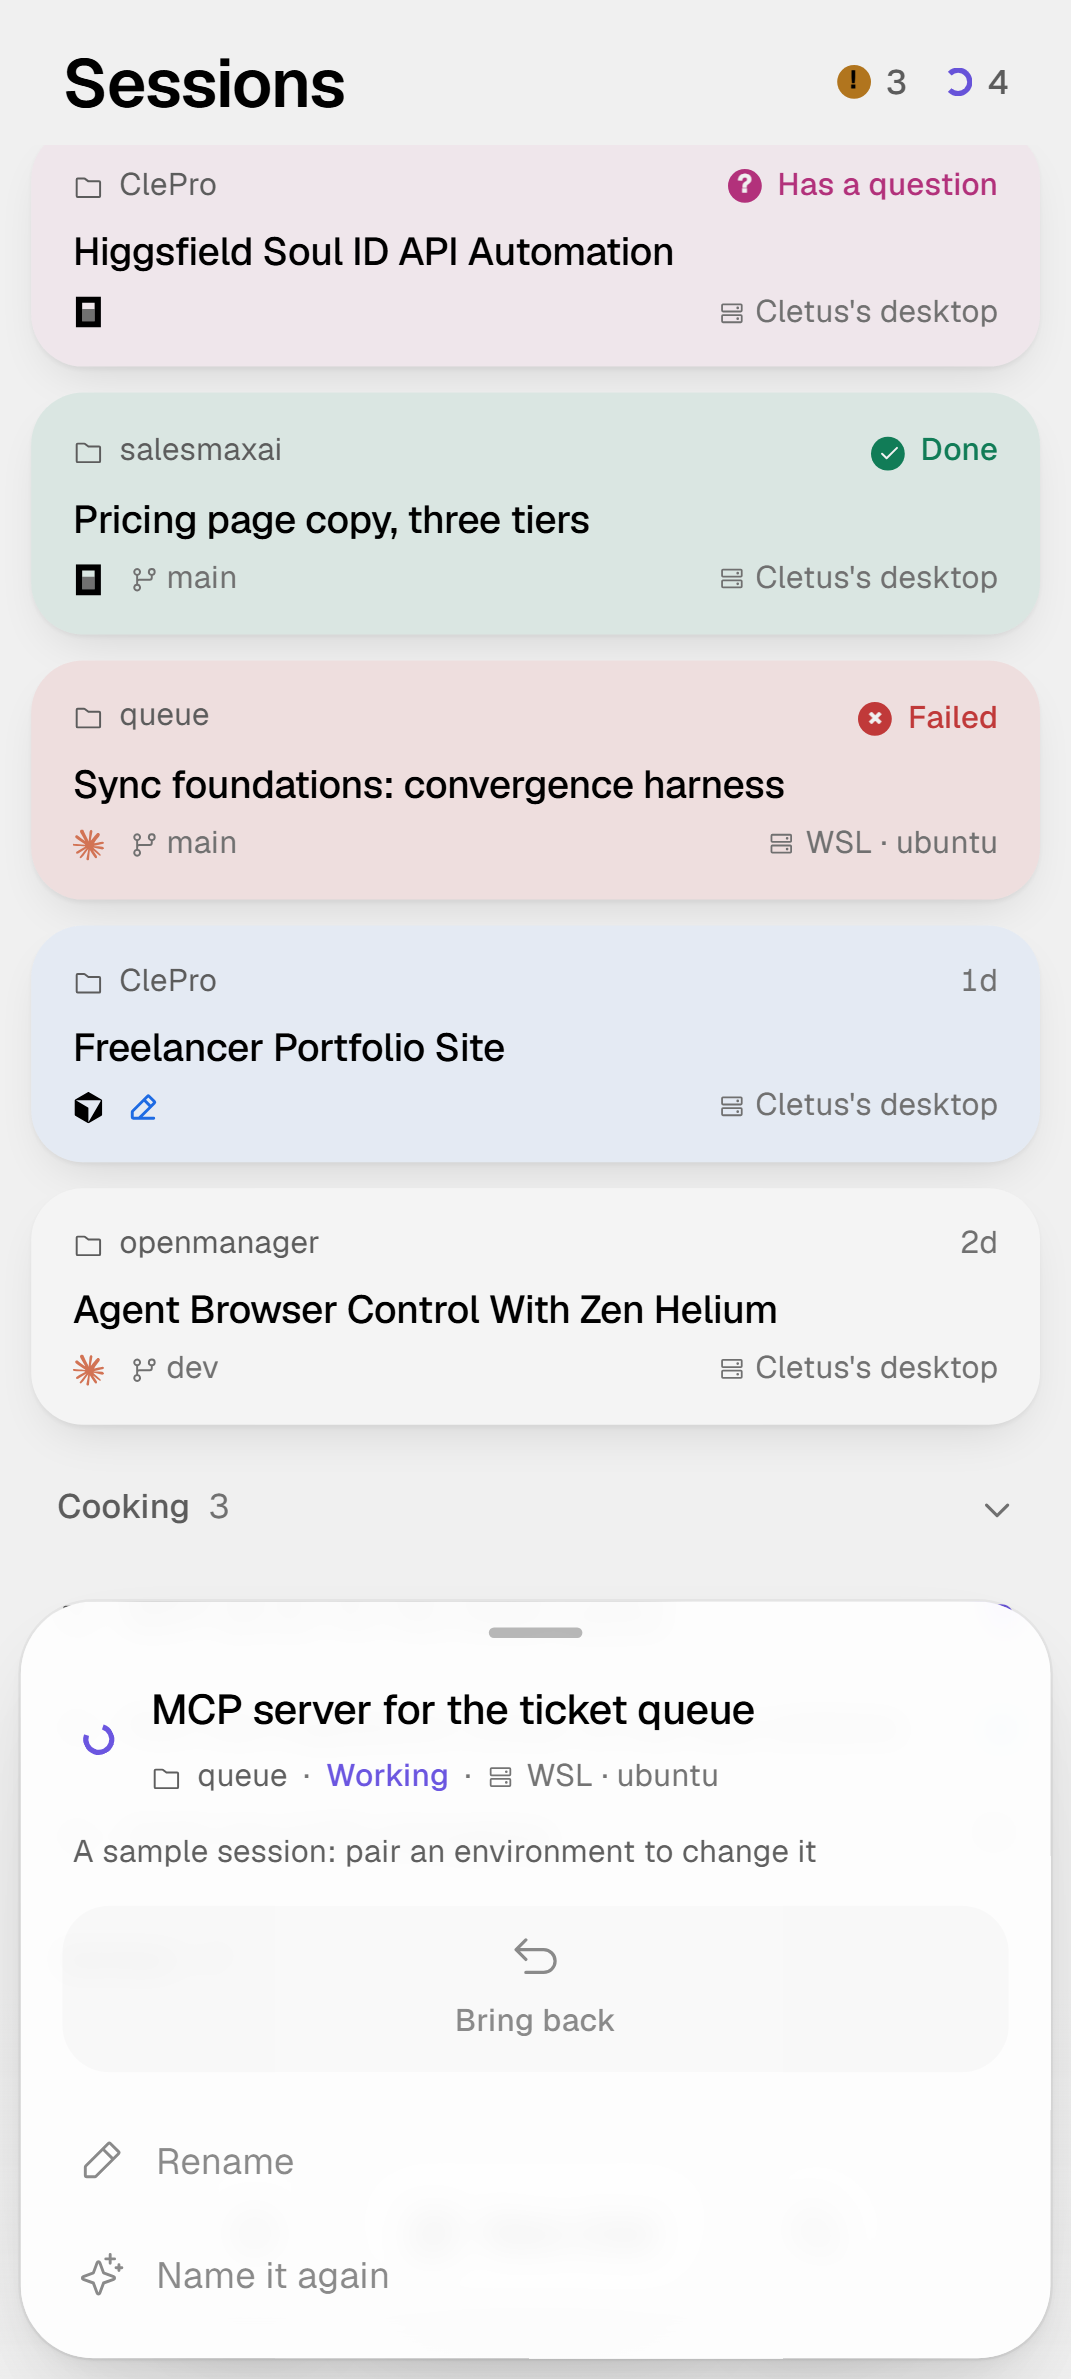 Sessions
3
4
ClePro
Has a question
Higgsfield Soul ID API Automation
Cletus's desktop
salesmaxai
Done
Pricing page copy, three tiers
main
Cletus's desktop
queue
Failed
Sync foundations: convergence harness
main
WSL · ubuntu
ClePro
1d
Freelancer Portfolio Site
Cletus's desktop
openmanager
2d
Agent Browser Control With Zen Helium
dev
Cletus's desktop
Cooking 3
MCP server for the ticket queue
queue · Working · WSL · ubuntu
A sample session: pair an environment to change it
Bring back
Rename
Name it again